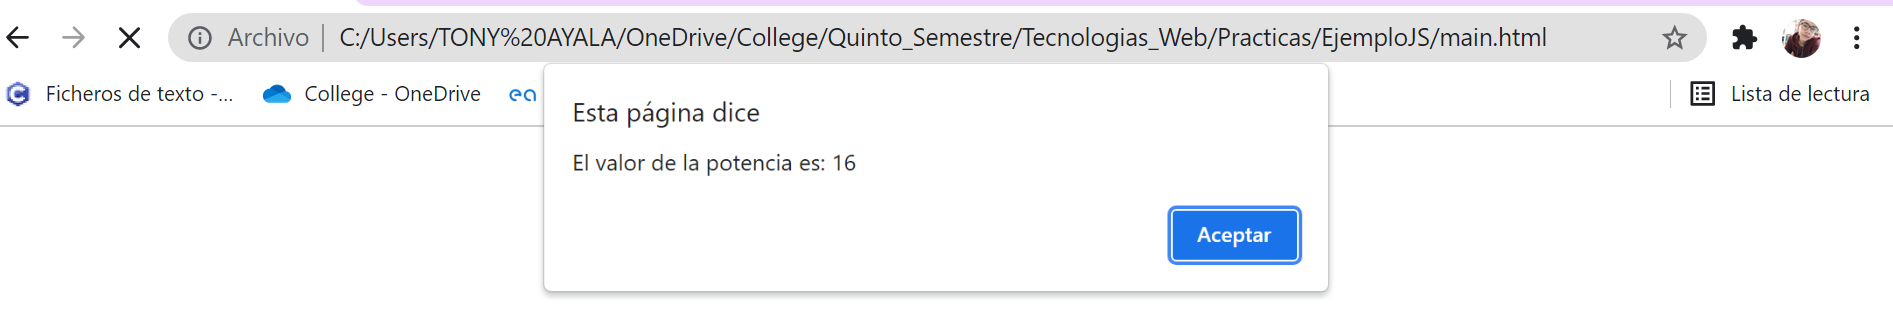 Archivo C:/Users/TONY%20AYALA/OneDrive/College/Quinto_Semestre/Tecnologias_Web/Practicas/EjemploJS/main.html
Ficheros de texto -... College - OneDrive ea Lista de lectura
Esta página dice
El valor de la potencia es: 16
Aceptar